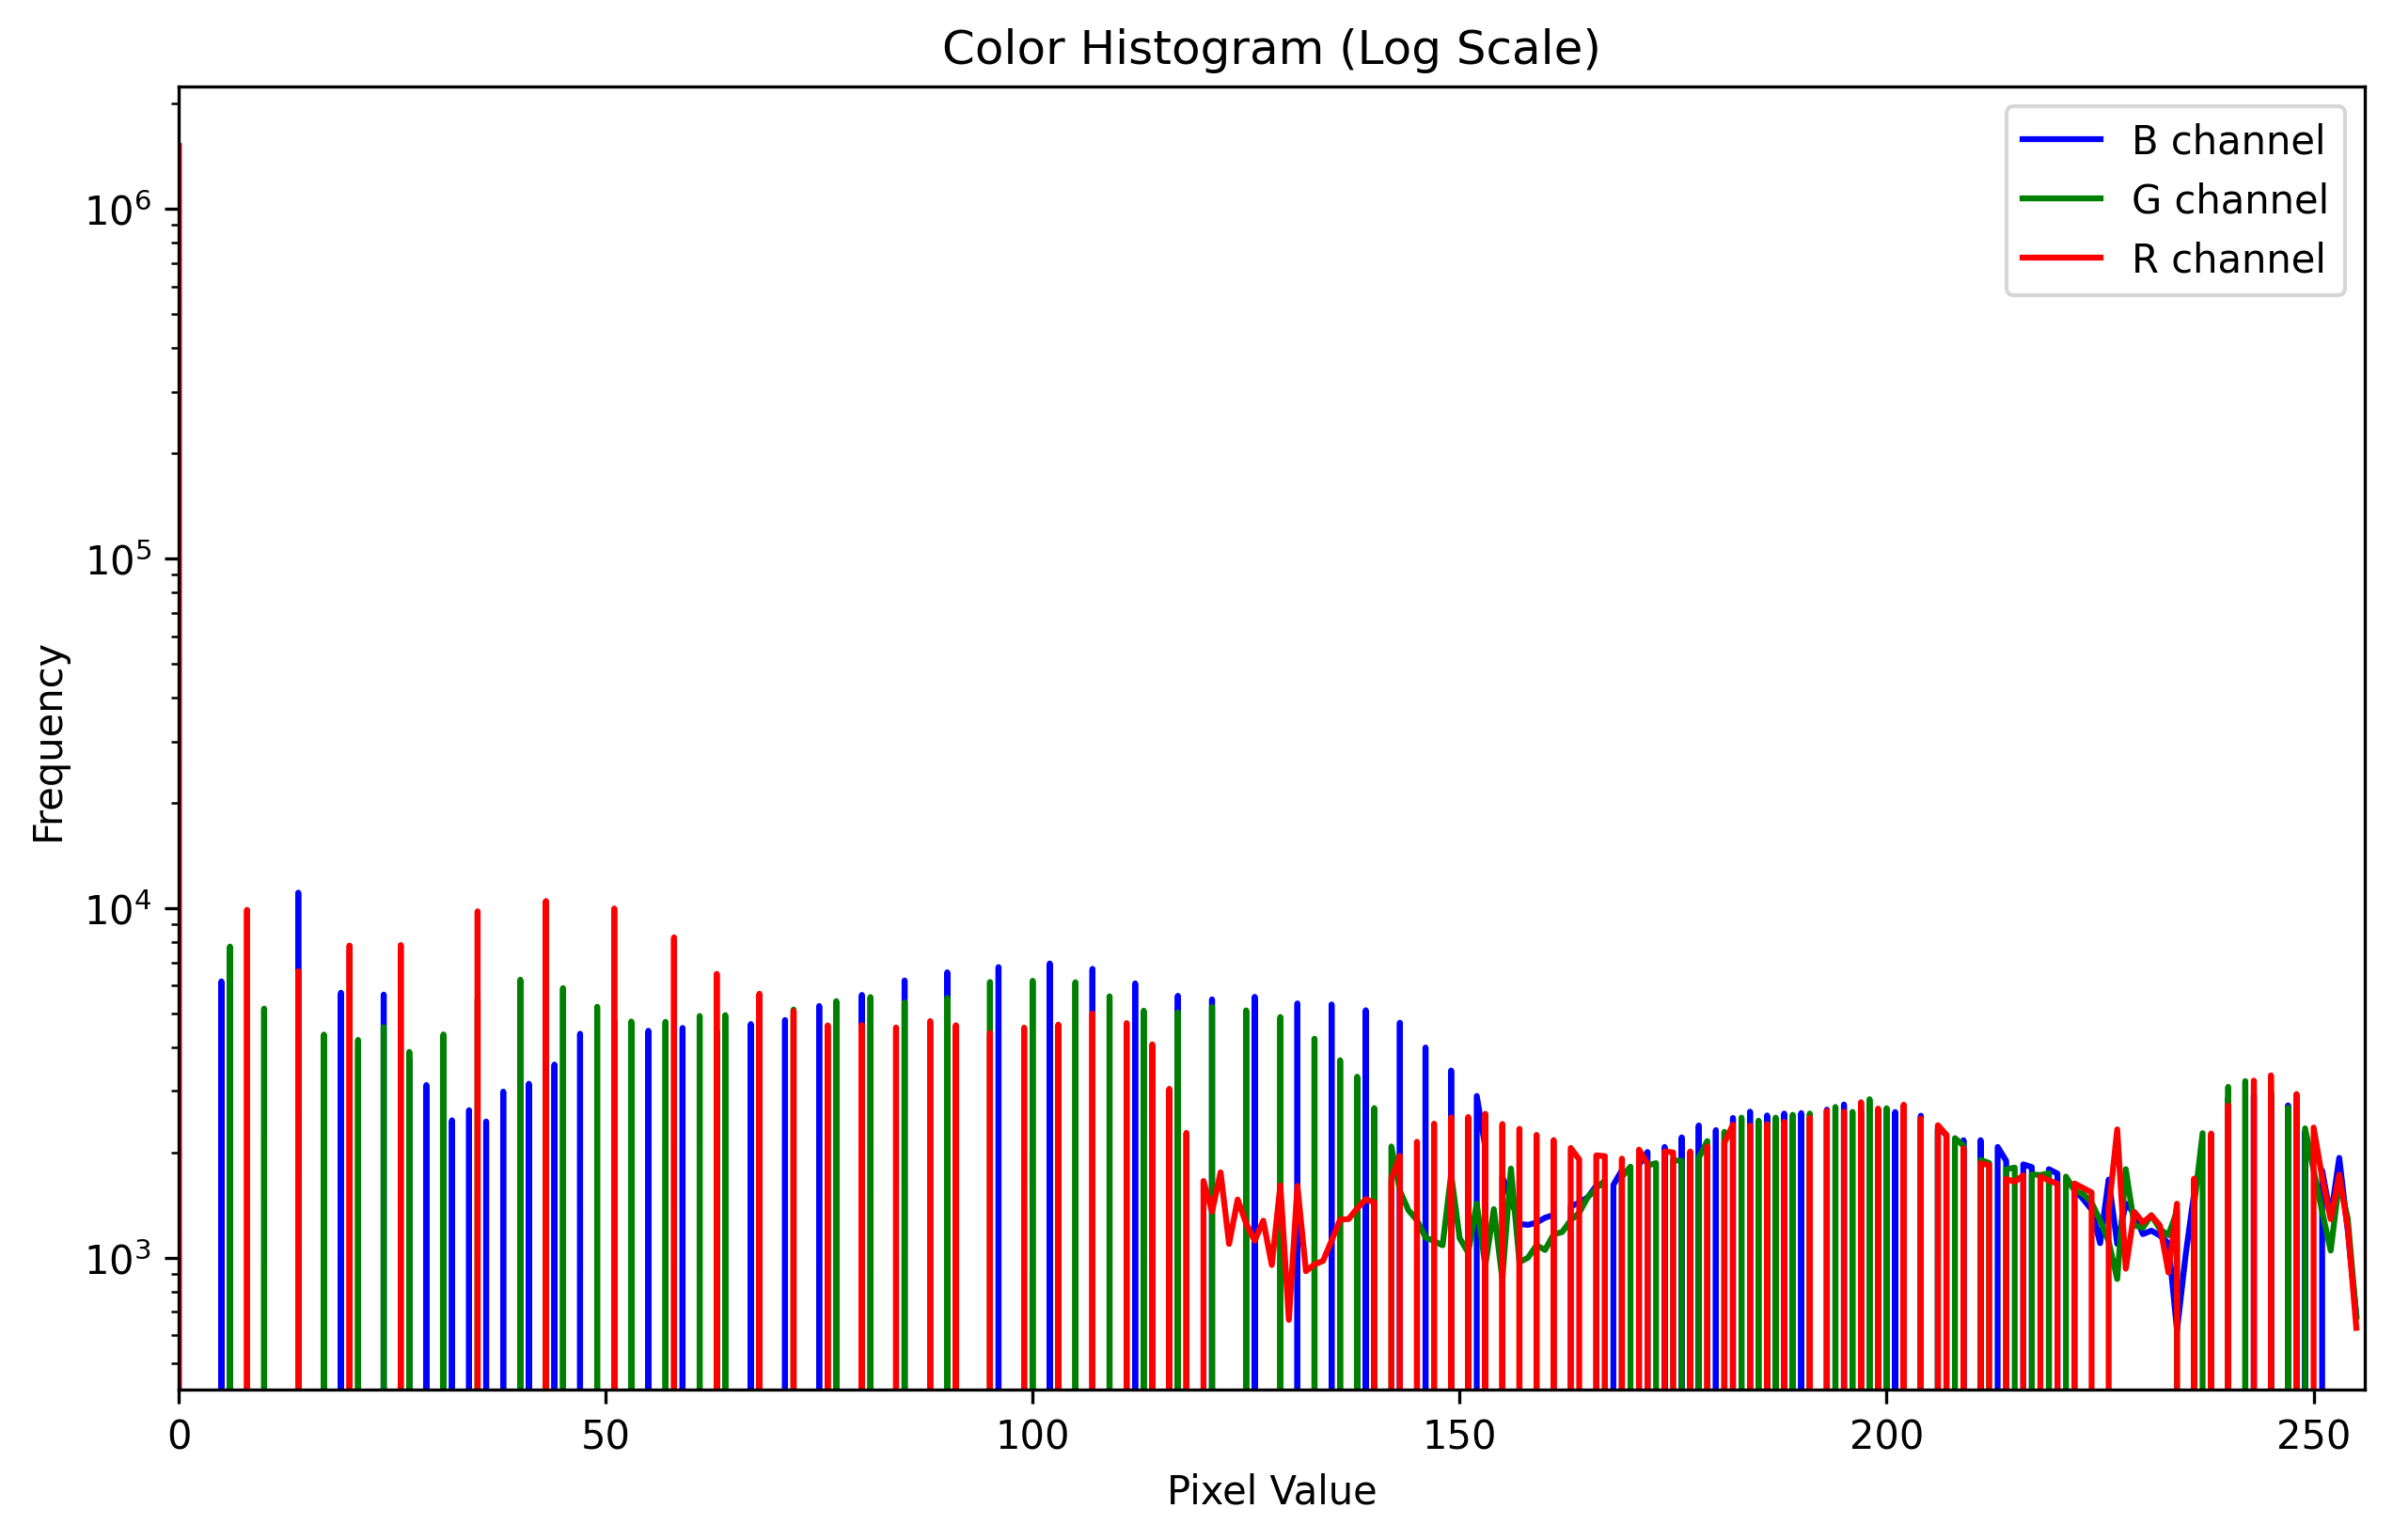 Color Histogram (Log Scale)
B channel
G channel
R channel
10⁶
10⁵
10⁴
10³
Frequency
0 50 100 150 200 250
Pixel Value